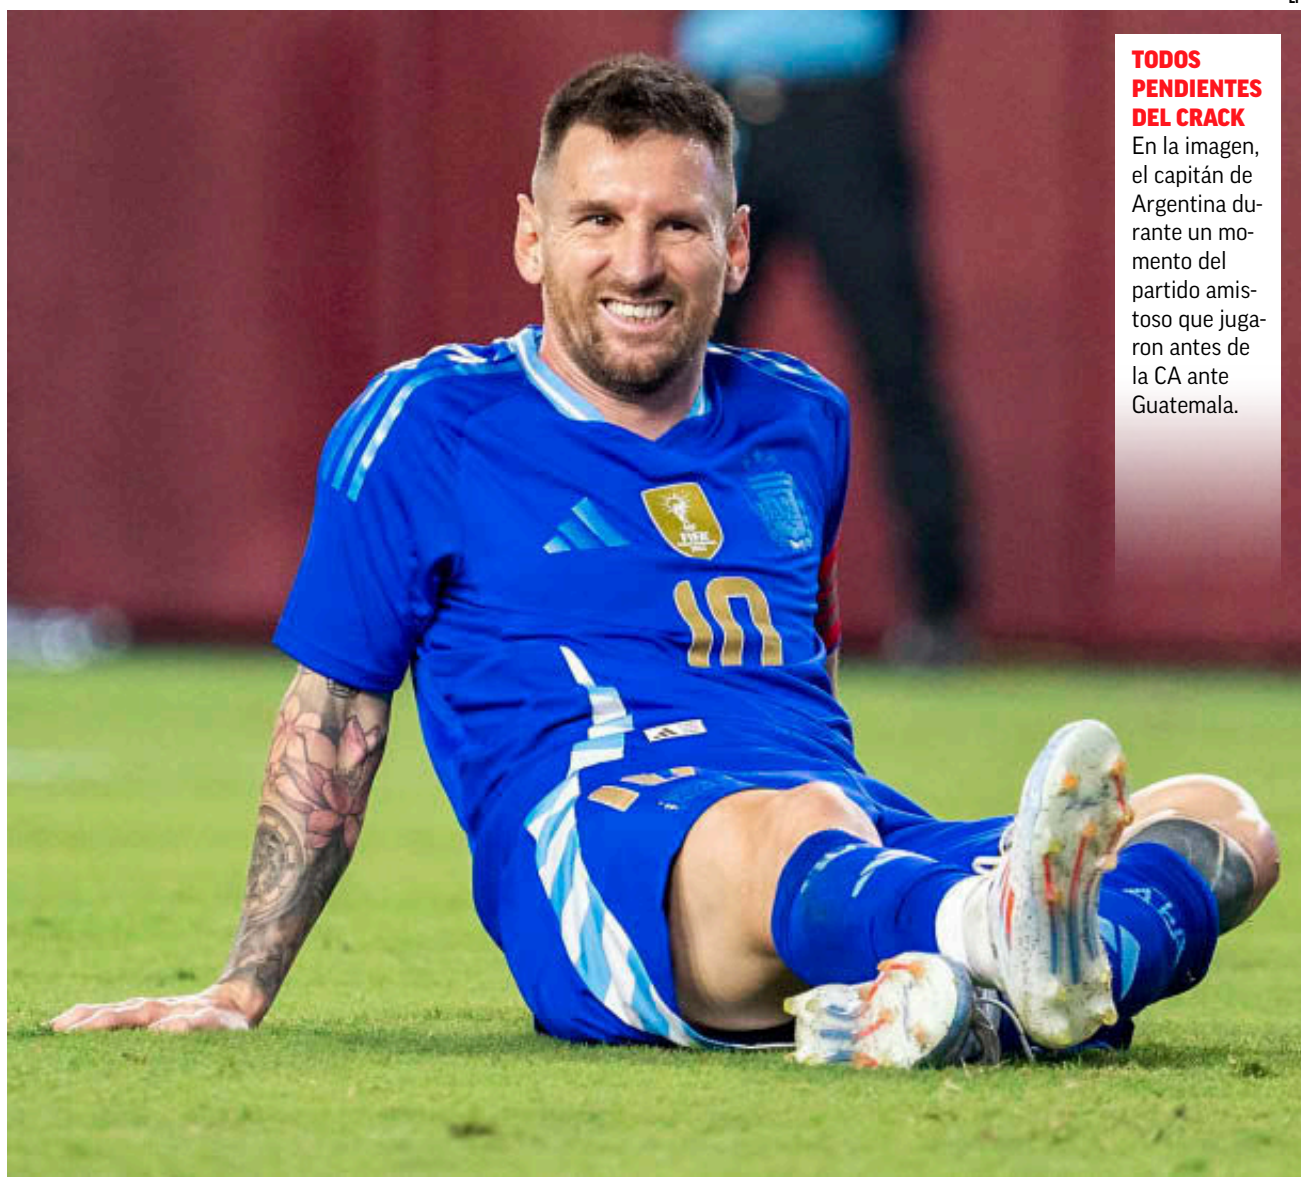 TODOS
PENDIENTES
DEL CRACK
En la imagen,
el capitán de
Argentina du-
rante un mo-
mento del
partido amis-
toso que juga-
ron antes de
la CA ante
Guatemala.
FIFA
10